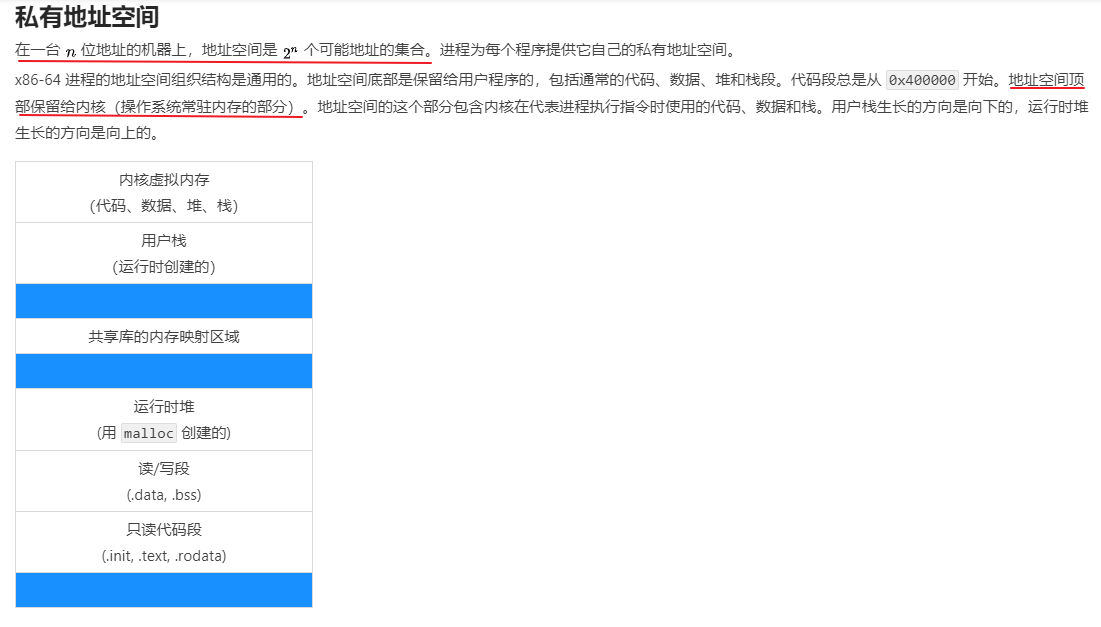 私有地址空间
在一台 n 位地址的机器上，地址空间是 2^n 个可能地址的集合。进程为每个程序提供它自己的私有地址空间。
x86-64 进程的地址空间组织结构是通用的。地址空间底部是保留给用户程序的，包括通常的代码、数据、堆和栈段。代码段总是从 0x400000 开始。地址空间顶
部保留给内核（操作系统常驻内存的部分）。地址空间的这个部分包含内核在代表进程执行指令时使用的代码、数据和栈。用户栈生长的方向是向下的，运行时堆
生长的方向是向上的。
内核虚拟内存
(代码、数据、堆、栈)
用户栈
(运行时创建的)
共享库的内存映射区域
运行时堆
(用 malloc 创建的)
读/写段
(.data, .bss)
只读代码段
(.init, .text, .rodata)